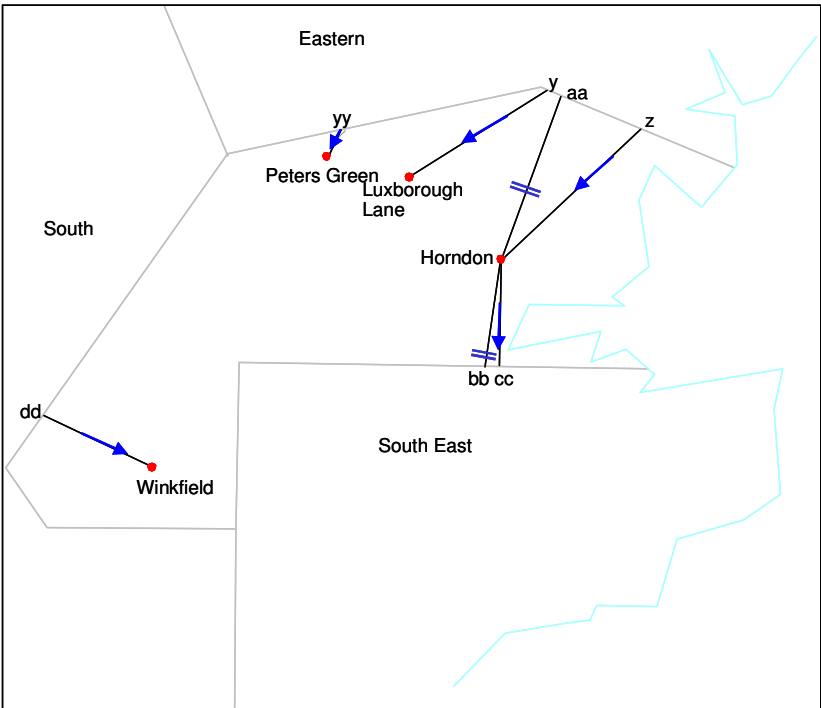 Eastern
y
aa
yy
z
Peters Green
Luxborough
Lane
South
Horndon
bb cc
dd
South East
Winkfield